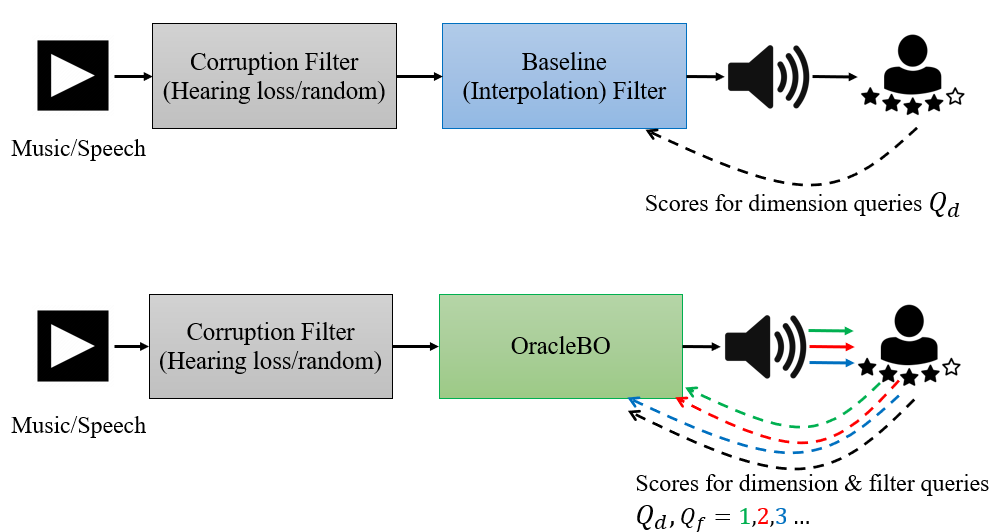 Corruption Filter
(Hearing loss/random)
Baseline
(Interpolation) Filter
Music/Speech
Scores for dimension queries Q_d
Corruption Filter
(Hearing loss/random)
OracleBO
Music/Speech
Scores for dimension & filter queries
Q_d, Q_f = 1,2,3 ...